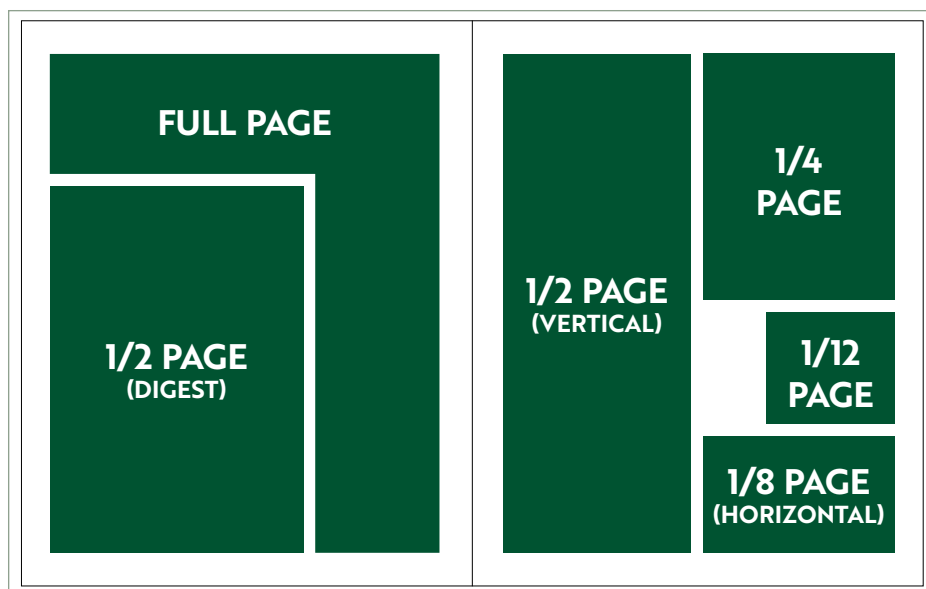 FULL PAGE
1/2 PAGE
(DIGEST)
1/2 PAGE
(VERTICAL)
1/4
PAGE
1/12
PAGE
1/8 PAGE
(HORIZONTAL)